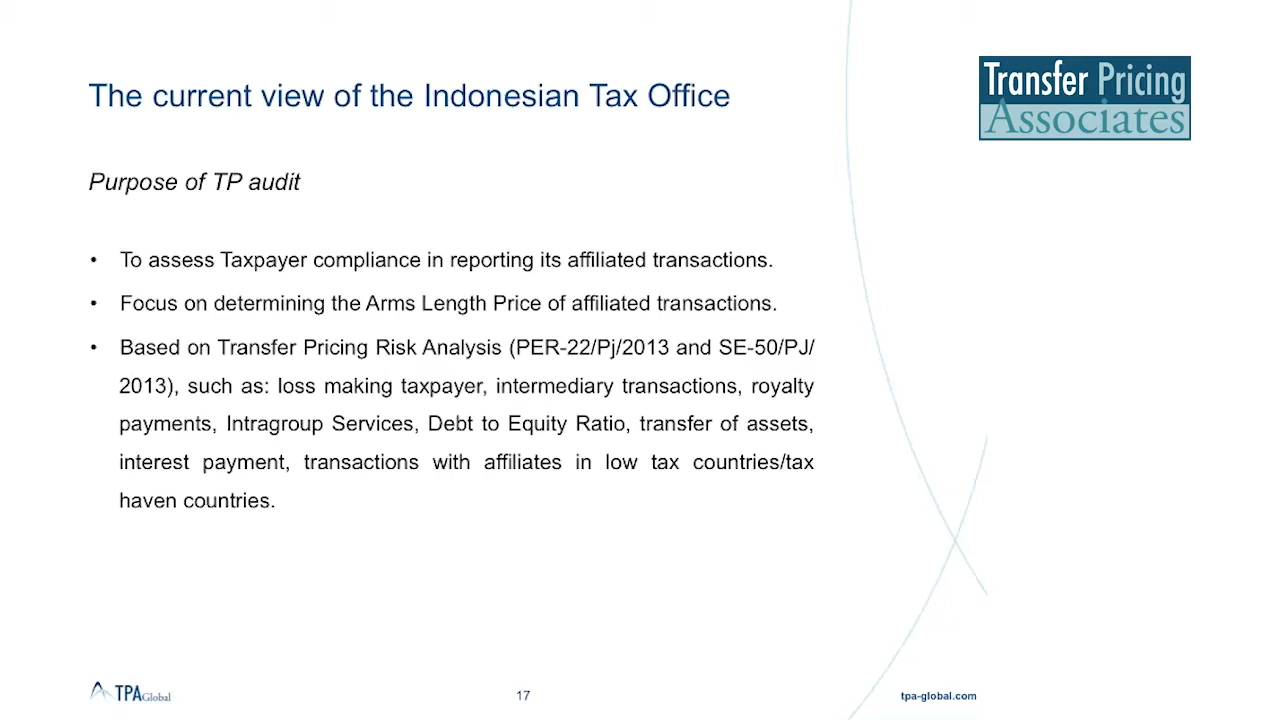 The current view of the Indonesian Tax Office
Transfer Pricing
Associates
Purpose of TP audit
• To assess Taxpayer compliance in reporting its affiliated transactions.
• Focus on determining the Arms Length Price of affiliated transactions.
• Based on Transfer Pricing Risk Analysis (PER-22/Pj/2013 and SE-50/PJ/
2013), such as: loss making taxpayer, intermediary transactions, royalty
payments, Intragroup Services, Debt to Equity Ratio, transfer of assets,
interest payment, transactions with affiliates in low tax countries/tax
haven countries.
TPAGlobal
17
tpa-global.com